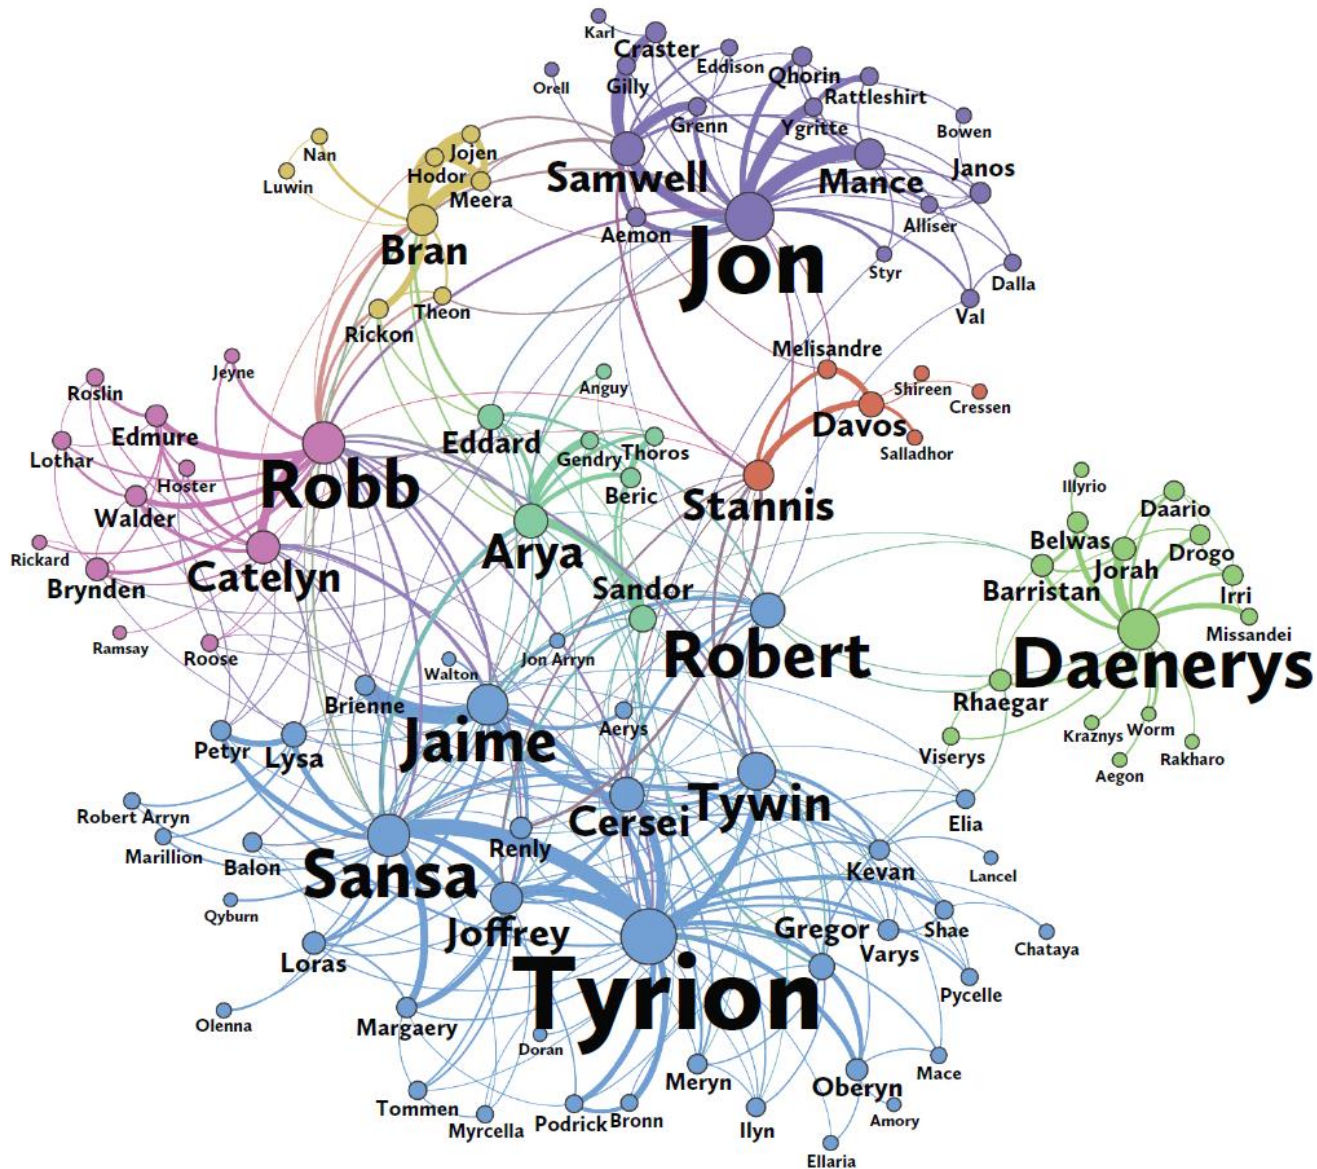 Karl
Craster
Eddison
Qhorin
Orell
Gilly
Rattleshirt
Grenn
Ygritte
Bowen
Nan
Jojen
Hodor
Janos
Luwin
Meera
Samwell
Mance
Aemon
Alliser
Bran
Jon
Styr
Dalla
Theon
Val
Rickon
Melisandre
Jeyne
Roslin
Anguy
Shireen
Cressen
Davos
Edmure
Eddard
Thoros
Salladhor
Lothar
Gendry
Hoster
Robb
Beric
Illyrio
Walder
Stannis
Daario
Belwas
Drogo
Rickard
Arya
Jorah
Brynden
Catelyn
Sandor
Barristan
Irri
Missandei
Ramsay
Roose
Jon Arryn
Robert
Daenerys
Walton
Brienne
Rhaegar
Aerys
Kraznys
Worm
Petyr
Lysa
Jaime
Viserys
Rakharo
Aegon
Robert Arryn
Cersei
Tywin
Elia
Marillion
Balon
Renly
Kevan
Lancel
Sansa
Qyburn
Joffrey
Gregor
Shae
Chataya
Loras
Varys
Tyrion
Pycelle
Olenna
Margaery
Doran
Mace
Meryn
Oberyn
Tommen
Podrick
Bronn
Amory
Myrcella
Ilyn
Ellaria